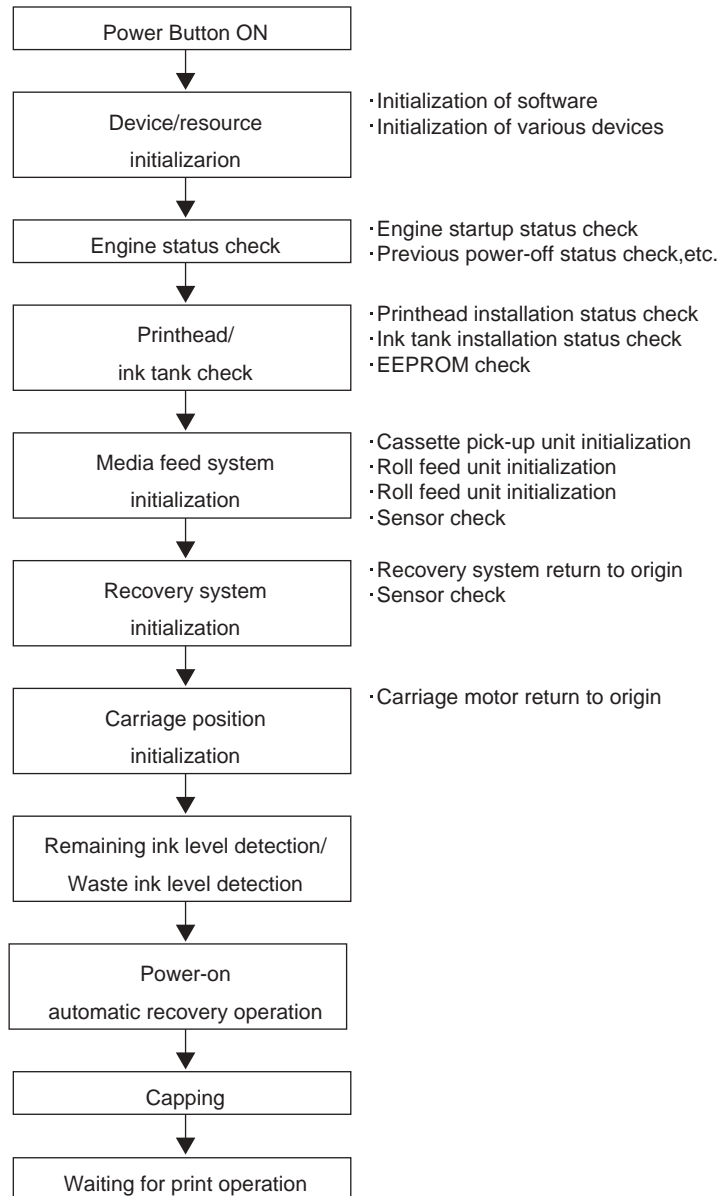 Power Button ON
Device/resource
initializarion
·Initialization of software
·Initialization of various devices
Engine status check
·Engine startup status check
·Previous power-off status check,etc.
Printhead/
ink tank check
·Printhead installation status check
·Ink tank installation status check
·EEPROM check
Media feed system
initialization
·Cassette pick-up unit initialization
·Roll feed unit initialization
·Roll feed unit initialization
·Sensor check
Recovery system
initialization
·Recovery system return to origin
·Sensor check
Carriage position
initialization
·Carriage motor return to origin
Remaining ink level detection/
Waste ink level detection
Power-on
automatic recovery operation
Capping
Waiting for print operation